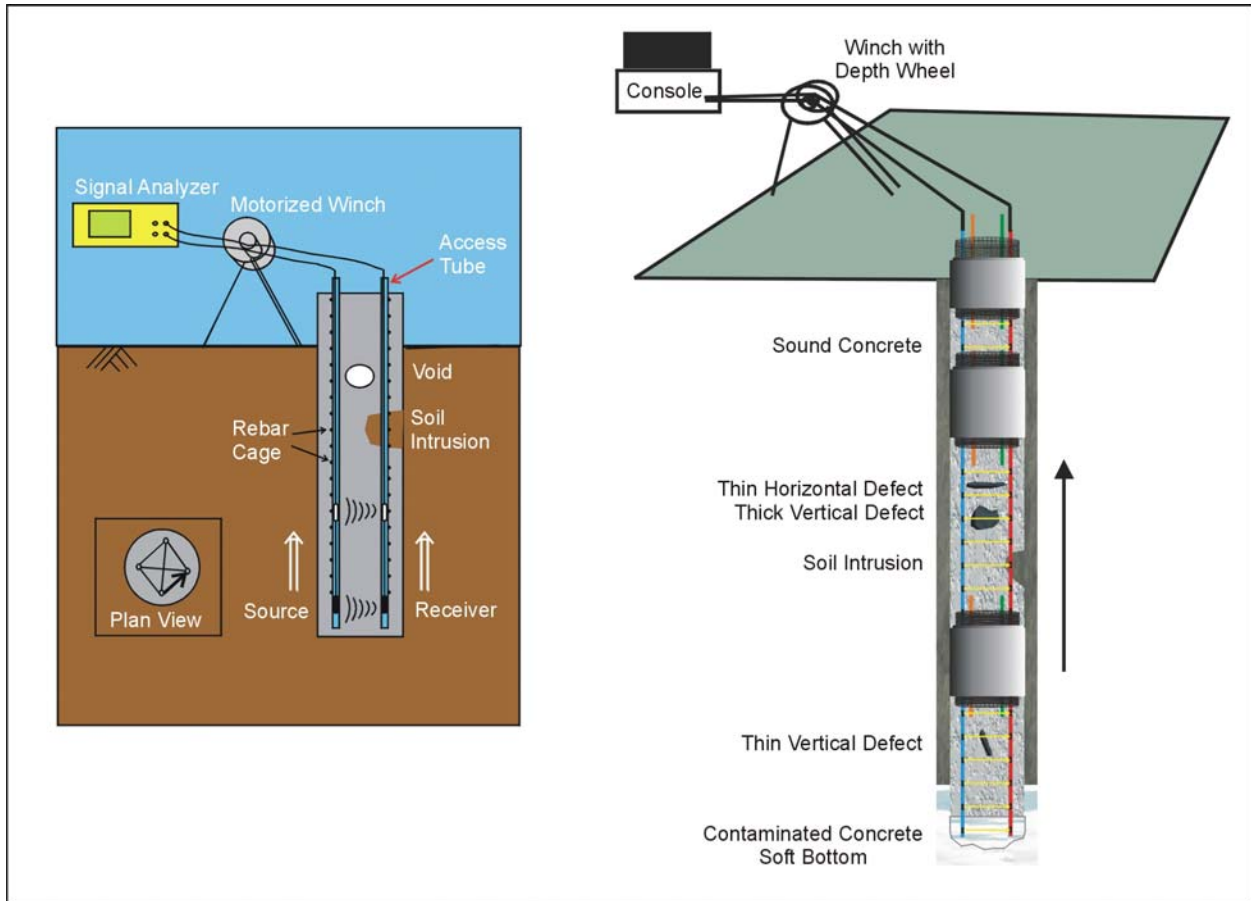 Signal Analyzer
Motorized Winch
Access
Tube
Void
Soil
Intrusion
Rebar
Cage
Source
Receiver
Plan View
Winch with
Depth Wheel
Console
Sound Concrete
Thin Horizontal Defect
Thick Vertical Defect
Soil Intrusion
Thin Vertical Defect
Contaminated Concrete
Soft Bottom